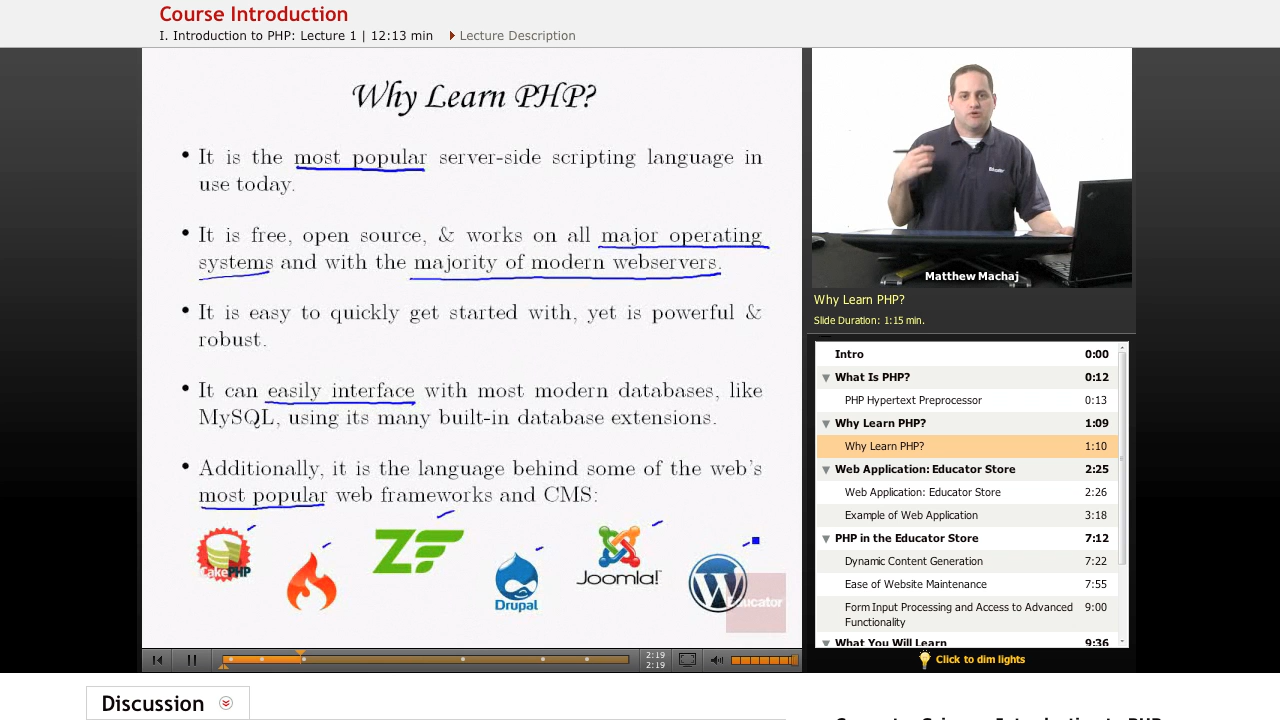 Course Introduction
I. Introduction to PHP: Lecture 1 | 12:13 min
Lecture Description
Why Learn PHP?
• It is the most popular server-side scripting language in
use today.
• It is free, open source, & works on all major operating
systems and with the majority of modern webservers.
• It is easy to quickly get started with, yet is powerful &
robust.
• It can easily interface with most modern databases, like
MySQL, using its many built-in database extensions.
• Additionally, it is the language behind some of the web's
most popular web frameworks and CMS:
CakePHP
Drupal
Joomla!
Educator
2:19
2:19
Matthew Machaj
Why Learn PHP?
Slide Duration: 1:15 min.
Intro 0:00
What Is PHP? 0:12
PHP Hypertext Preprocessor 0:13
Why Learn PHP? 1:09
Why Learn PHP? 1:10
Web Application: Educator Store 2:25
Web Application: Educator Store 2:26
Example of Web Application 3:18
PHP in the Educator Store 7:12
Dynamic Content Generation 7:22
Ease of Website Maintenance 7:55
Form Input Processing and Access to Advanced 9:00
Functionality
What You Will Learn 9:36
Click to dim lights
Discussion
Computer Science: Introduction to PHP